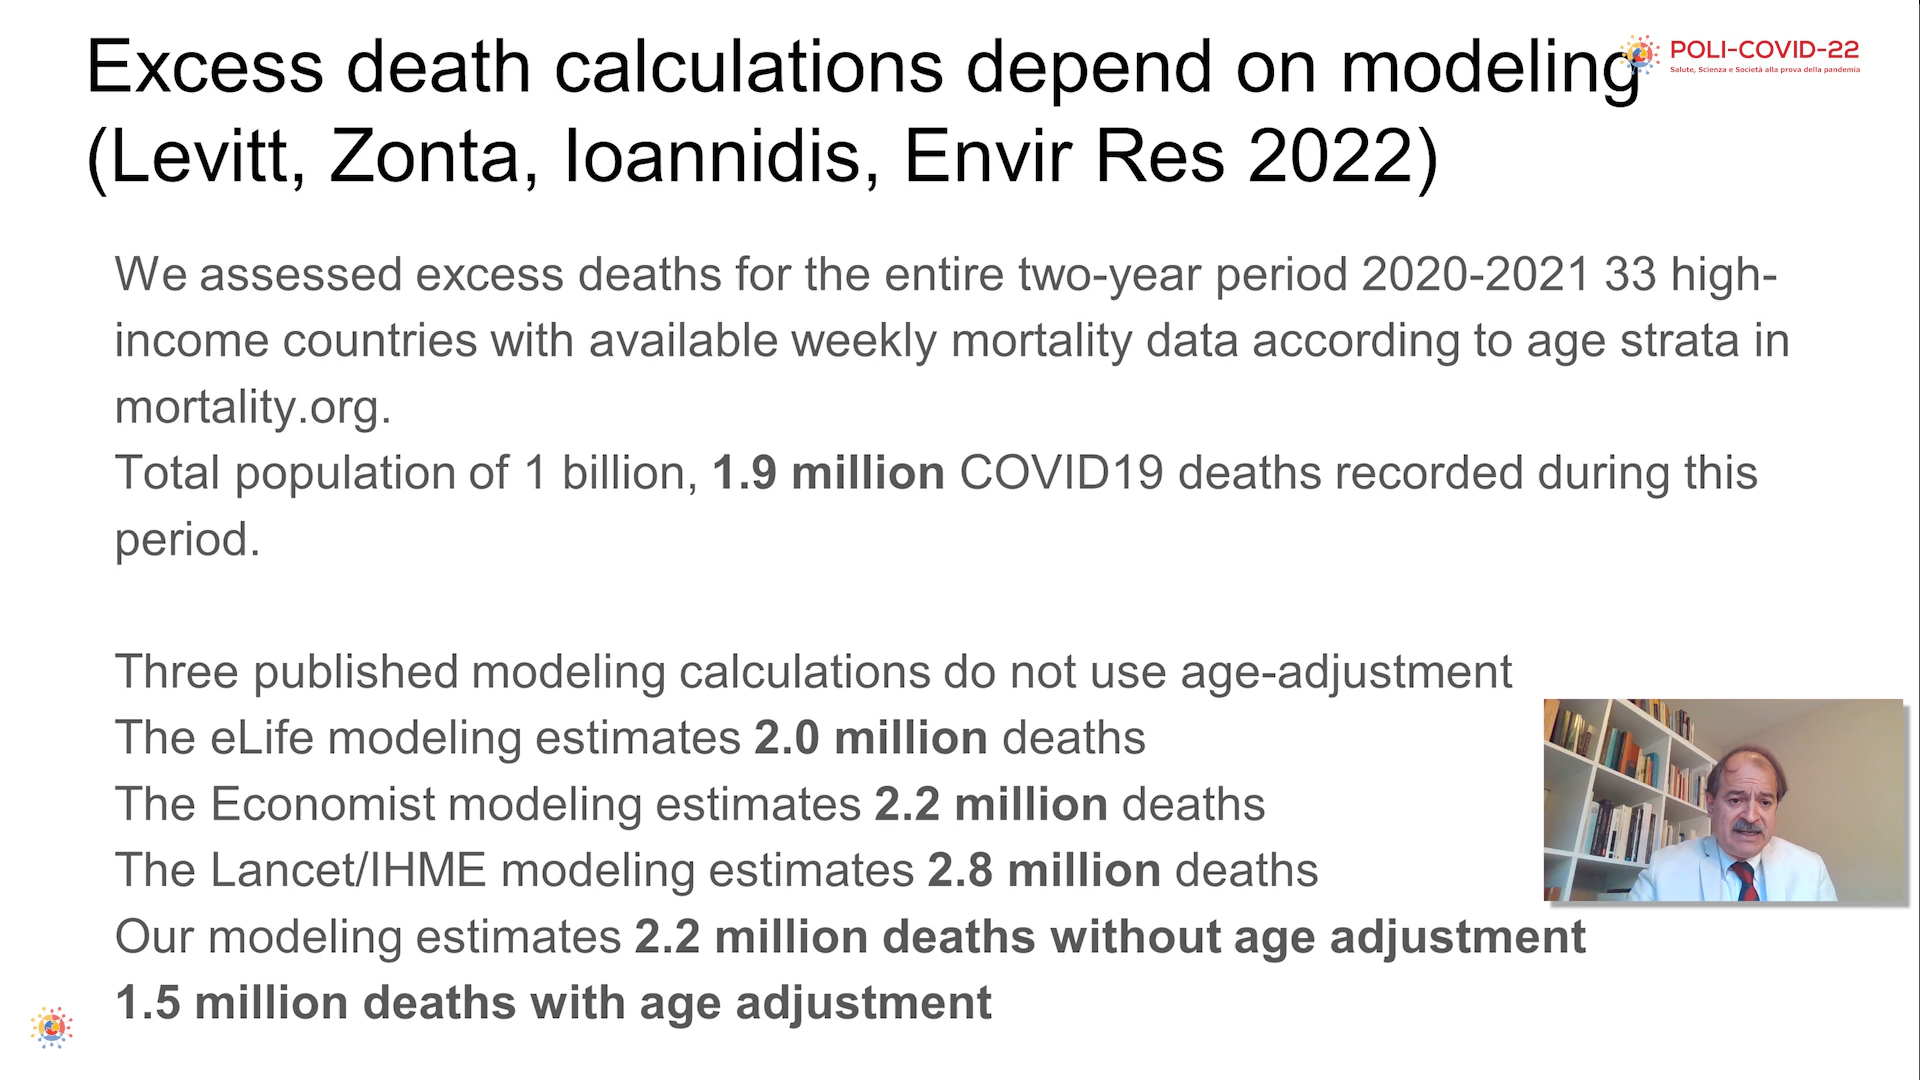 Excess death calculations depend on modeling
(Levitt, Zonta, Ioannidis, Envir Res 2022)
POLI-COVID-22
Salute, Scienza e Società alla prova della pandemia
We assessed excess deaths for the entire two-year period 2020-2021 33 high-
income countries with available weekly mortality data according to age strata in
mortality.org.
Total population of 1 billion, 1.9 million COVID19 deaths recorded during this
period.
Three published modeling calculations do not use age-adjustment
The eLife modeling estimates 2.0 million deaths
The Economist modeling estimates 2.2 million deaths
The Lancet/IHME modeling estimates 2.8 million deaths
Our modeling estimates 2.2 million deaths without age adjustment
1.5 million deaths with age adjustment